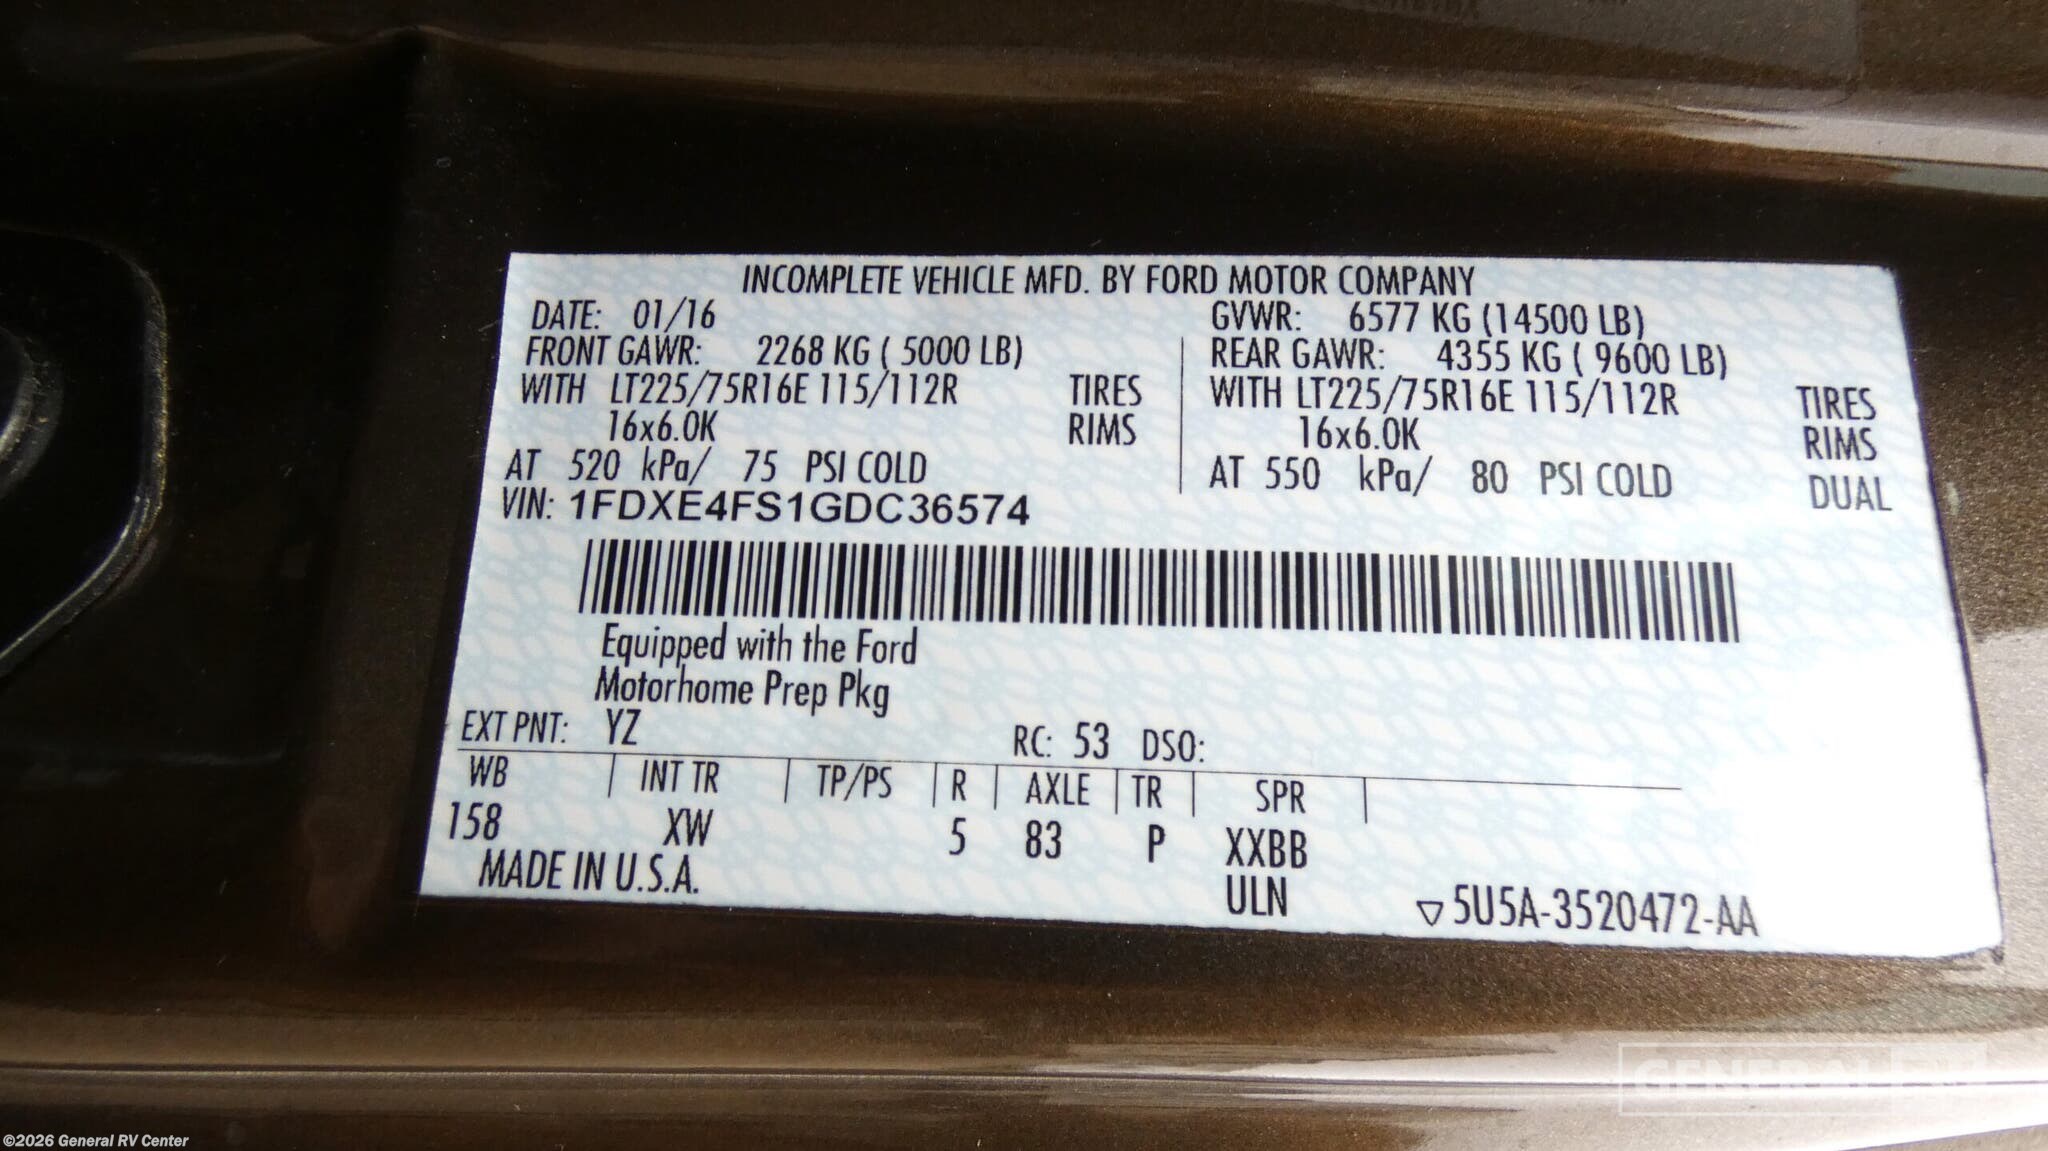 INCOMPLETE VEHICLE MFD. BY FORD MOTOR COMPANY
DATE: 01/16 GVWR: 6577 KG (14500 LB)
FRONT GAWR: 2268 KG ( 5000 LB) REAR GAWR: 4355 KG ( 9600 LB)
WITH LT225/75R16E 115/112R TIRES WITH LT225/75R16E 115/112R TIRES
16x6.0K RIMS 16x6.0K RIMS
AT 520 kPa/ 75 PSI COLD AT 550 kPa/ 80 PSI COLD DUAL
VIN: 1FDXE4FS1GDC36574
Equipped with the Ford
Motorhome Prep Pkg
EXT PNT: YZ RC: 53 DSO:
WB INT TR TP/PS R AXLE TR SPR
158 XW 5 83 P XXBB
MADE IN U.S.A. ULN ▽5U5A-3520472-AA
GENERAL RV
©2026 General RV Center